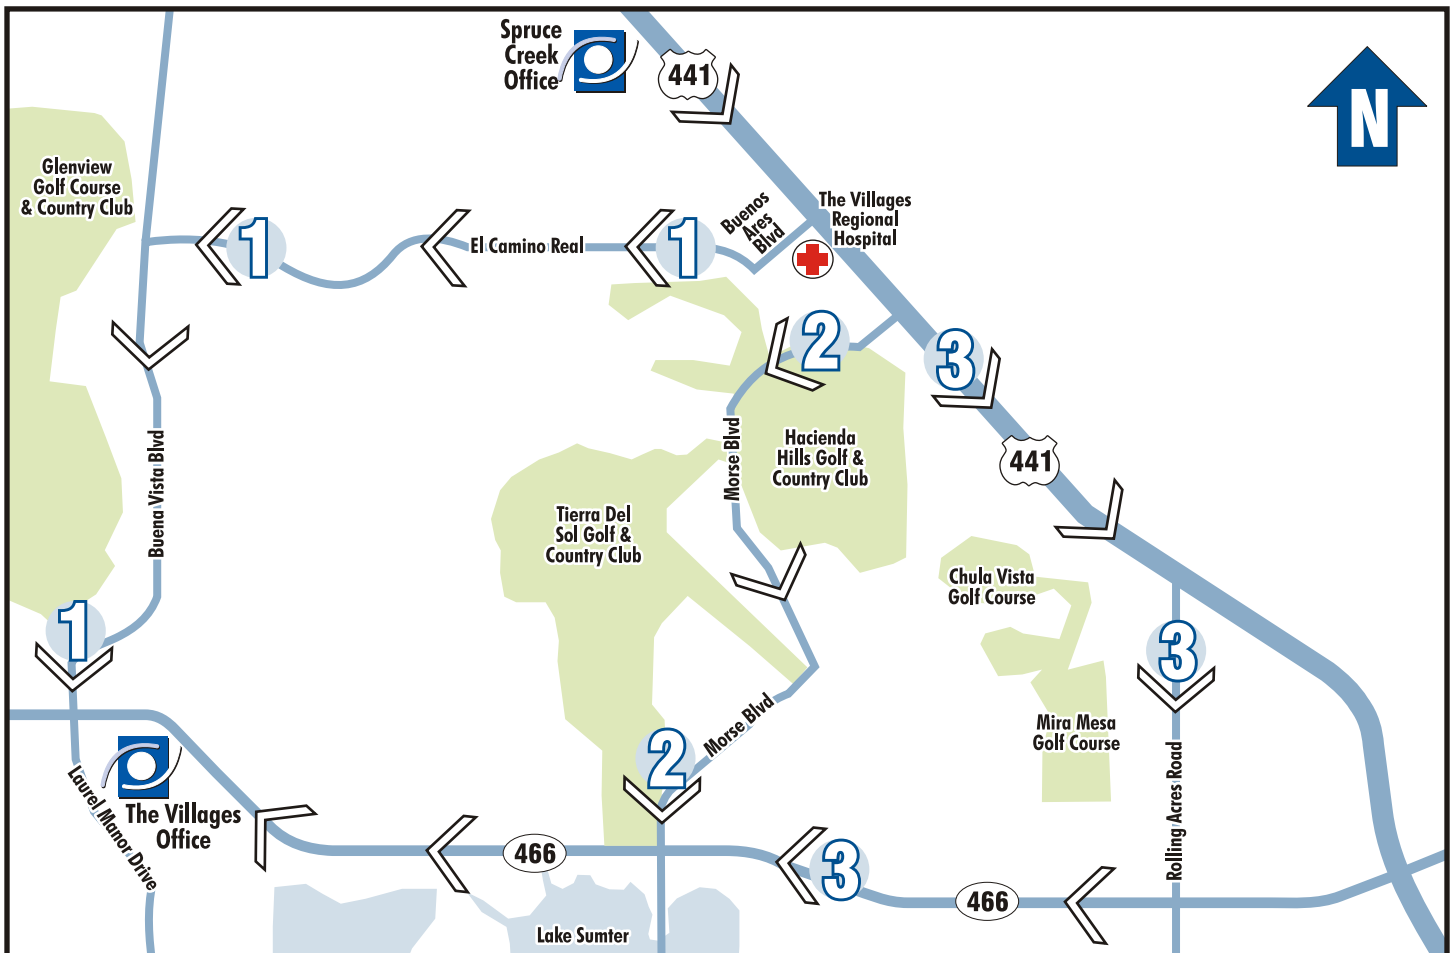 Spruce
Creek
Office
441
N
Glenview
Golf Course
& Country Club
The Villages
Regional
Hospital
Buenos
Ares
Blvd
1
El Camino Real
1
2
3
Morse Blvd
Hacienda
Hills Golf &
Country Club
441
Buena Vista Blvd
Tierra Del
Sol Golf &
Country Club
Chula Vista
Golf Course
1
3
Mira Mesa
Golf Course
Morse Blvd
2
Rolling Acres Road
Laurel Manor Drive
The Villages
Office
466
3
466
Lake Sumter